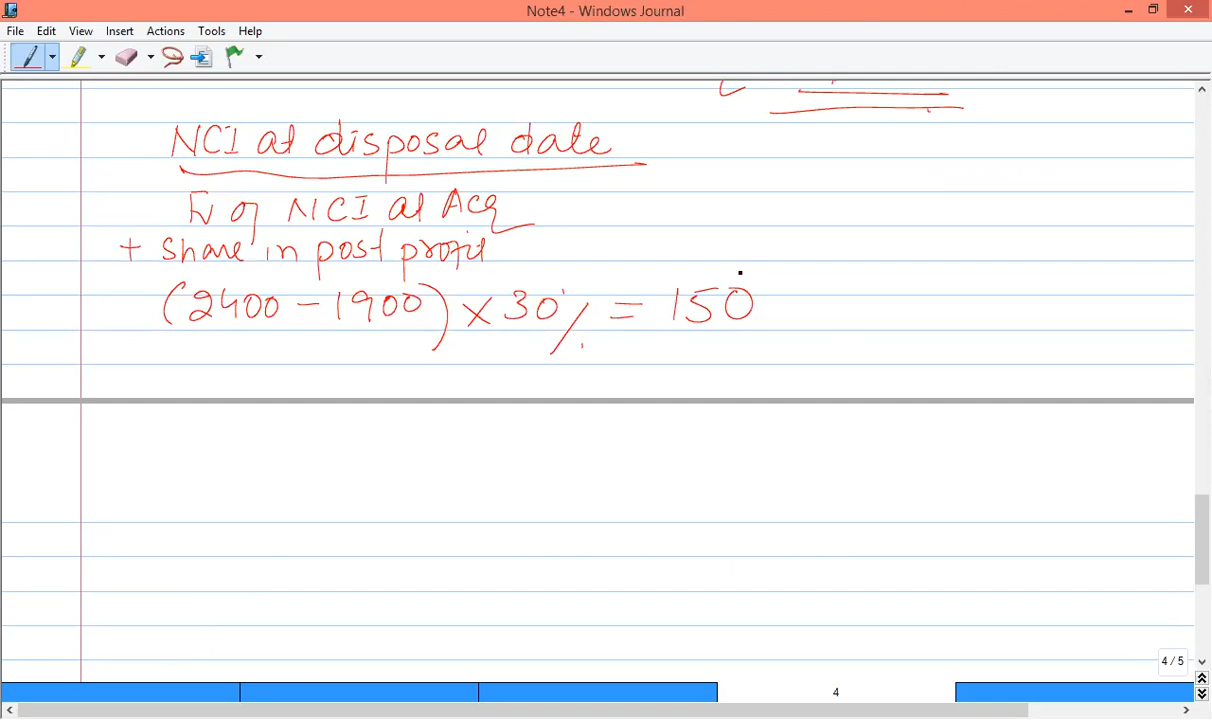 Note4 - Windows Journal
File Edit View Insert Actions Tools Help
NCI at disposal date
Fv of NCI at Acq
+ share in post profit
(2400 - 1900) x 30% = 150
4 / 5
4